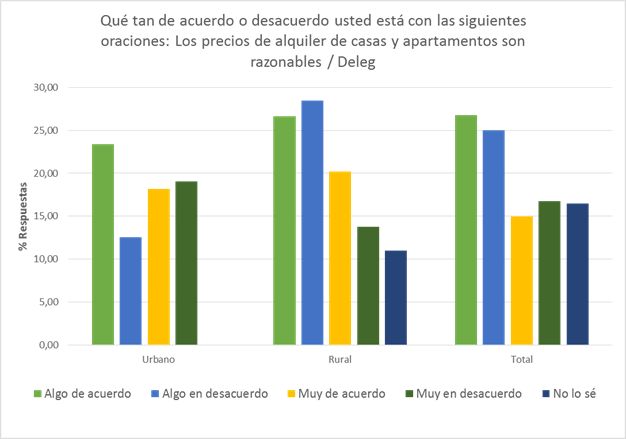 Qué tan de acuerdo o desacuerdo usted está con las siguientes
oraciones: Los precios de alquiler de casas y apartamentos son
razonables / Deleg
30,00
25,00
20,00
15,00
10,00
5,00
0,00
% Respuestas
Urbano Rural Total
Algo de acuerdo Algo en desacuerdo Muy de acuerdo Muy en desacuerdo No lo sé